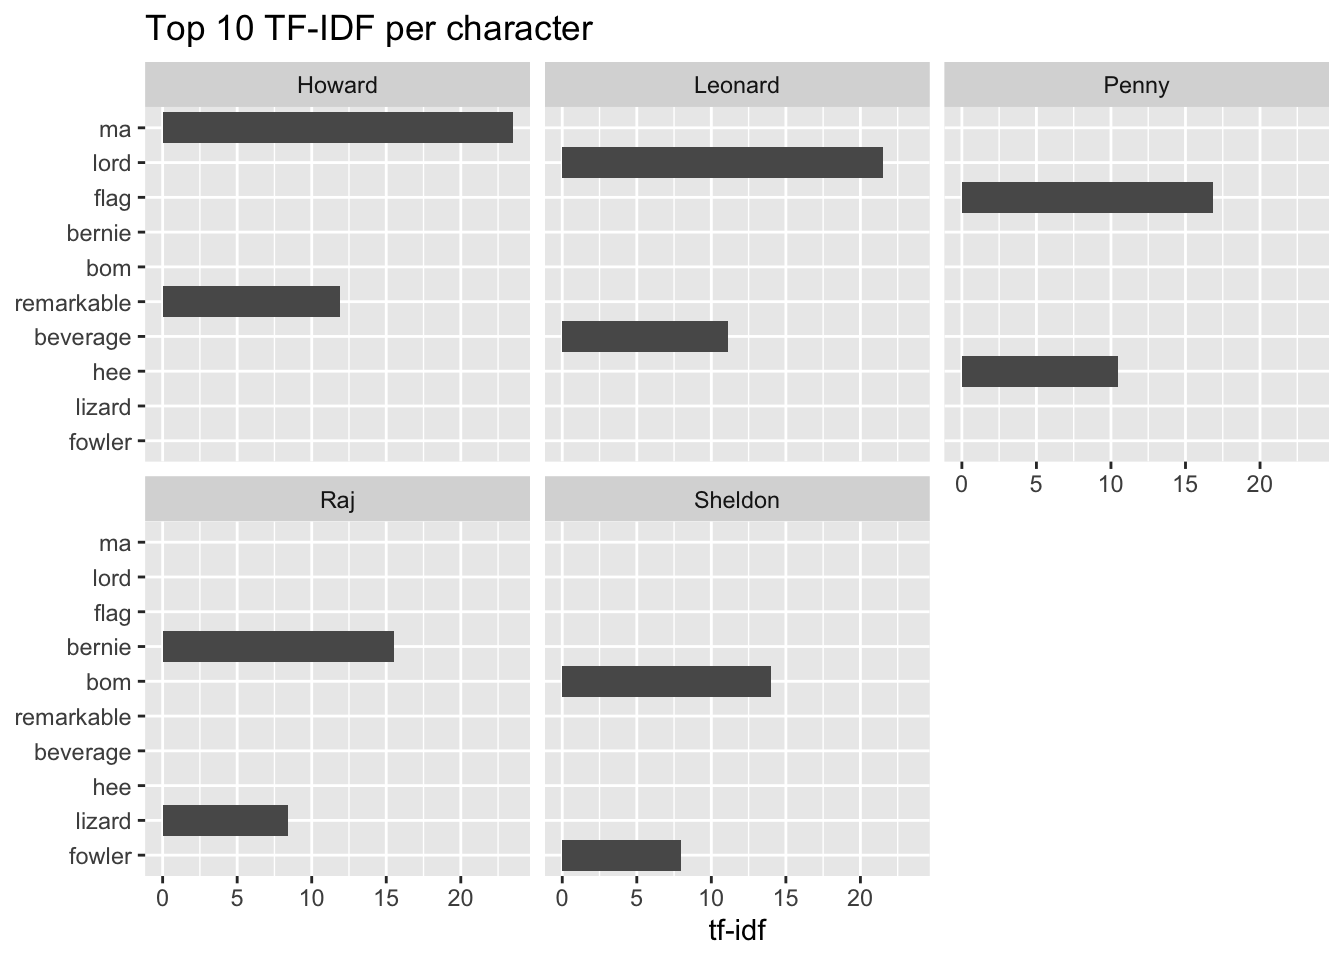 Top 10 TF-IDF per character
Howard
Leonard
Penny
ma
lord
flag
bernie
bom
remarkable
beverage
hee
lizard
fowler
0 5 10 15 20
Raj
Sheldon
ma
lord
flag
bernie
bom
remarkable
beverage
hee
lizard
fowler
0 5 10 15 20
0 5 10 15 20
tf-idf